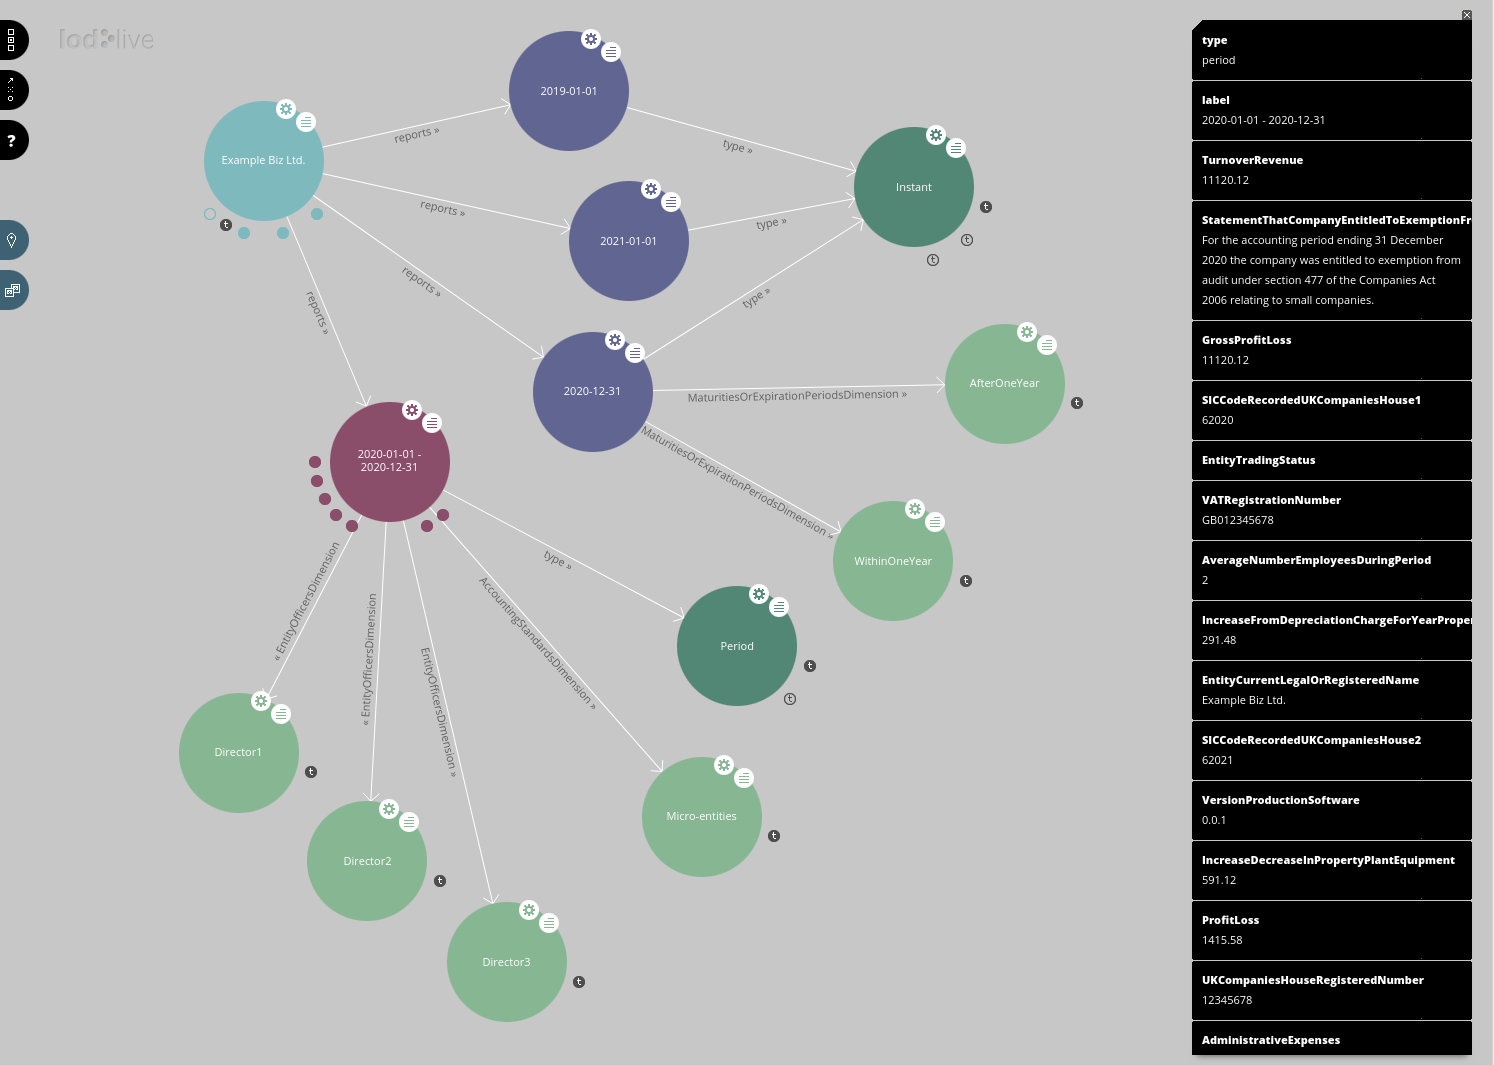 lod live
?
Example Biz Ltd.
reports »
2019-01-01
type »
Instant
reports »
2021-01-01
type »
reports »
2020-12-31
type »
MaturitiesOrExpirationPeriodsDimension »
AfterOneYear
MaturitiesOrExpirationPeriodsDimension »
WithinOneYear
reports »
2020-01-01 -
2020-12-31
type »
Period
AccountingStandardsDimension »
Micro-entities
« EntityOfficersDimension
Director1
« EntityOfficersDimension
Director2
EntityOfficersDimension »
Director3
t
t
t
t
t
t
t
t
t
t
t
t
type
period
label
2020-01-01 - 2020-12-31
TurnoverRevenue
11120.12
StatementThatCompanyEntitledToExemptionFr
For the accounting period ending 31 December
2020 the company was entitled to exemption from
audit under section 477 of the Companies Act
2006 relating to small companies.
GrossProfitLoss
11120.12
SICCodeRecordedUKCompaniesHouse1
62020
EntityTradingStatus
VATRegistrationNumber
GB012345678
AverageNumberEmployeesDuringPeriod
2
IncreaseFromDepreciationChargeForYearProper
291.48
EntityCurrentLegalOrRegisteredName
Example Biz Ltd.
SICCodeRecordedUKCompaniesHouse2
62021
VersionProductionSoftware
0.0.1
IncreaseDecreaseInPropertyPlantEquipment
591.12
ProfitLoss
1415.58
UKCompaniesHouseRegisteredNumber
12345678
AdministrativeExpenses